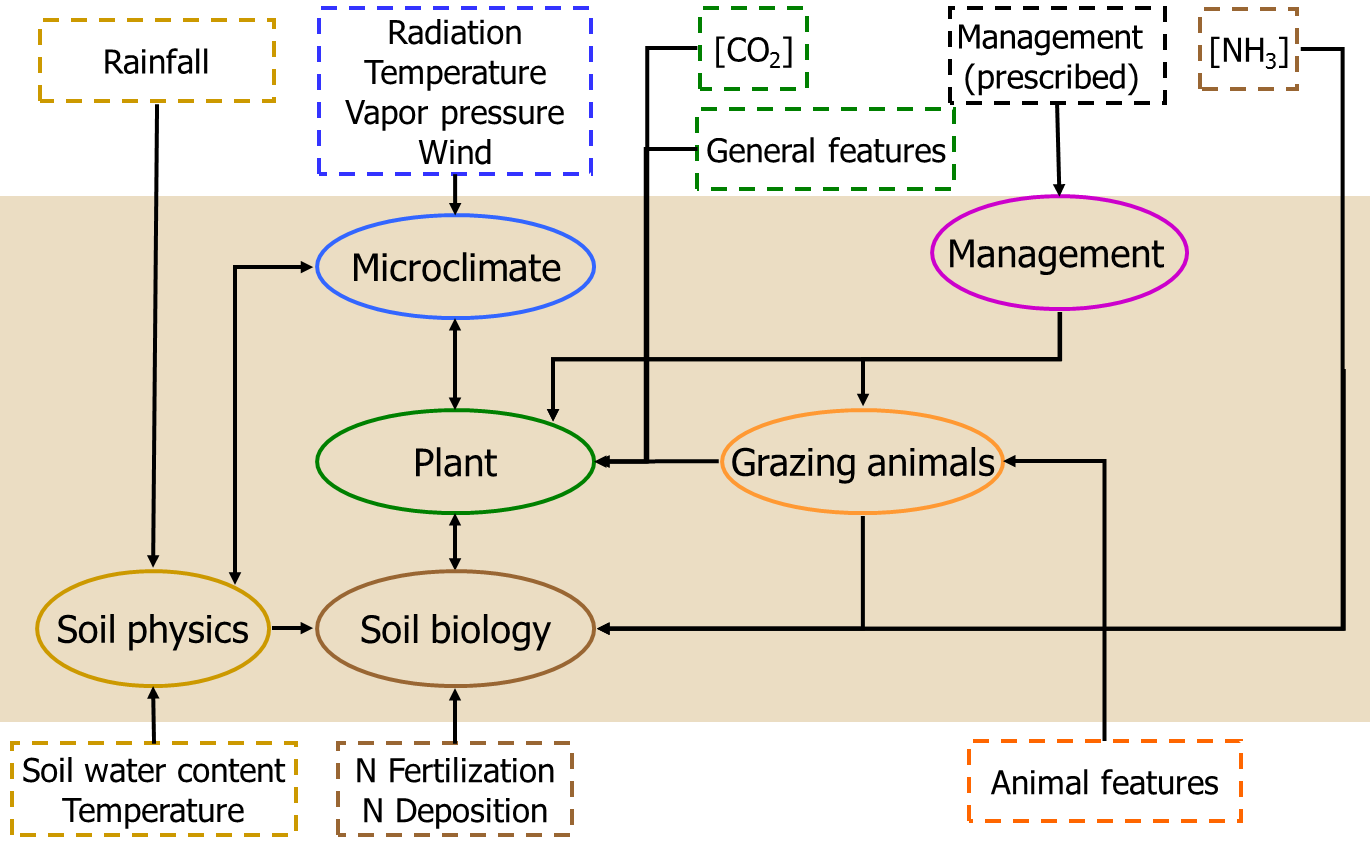 Rainfall
Radiation
Temperature
Vapor pressure
Wind
[CO₂]
General features
Management
(prescribed)
[NH₃]
Microclimate
Management
Plant
Grazing animals
Soil physics
Soil biology
Soil water content
Temperature
N Fertilization
N Deposition
Animal features